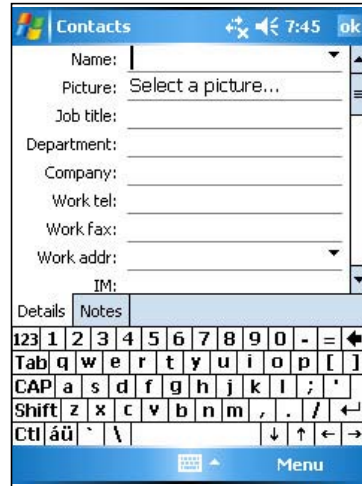 Contacts 7:45 ok
Name:
Picture: Select a picture...
Job title:
Department:
Company:
Work tel:
Work fax:
Work addr:
IM:
Details Notes
123 1 2 3 4 5 6 7 8 9 0 - = ←
Tab q w e r t y u i o p [ ]
CAP a s d f g h j k l ; '
Shift z x c v b n m , . / ↵
Ctl áü ` \ ↓ ↑ ← →
Menu